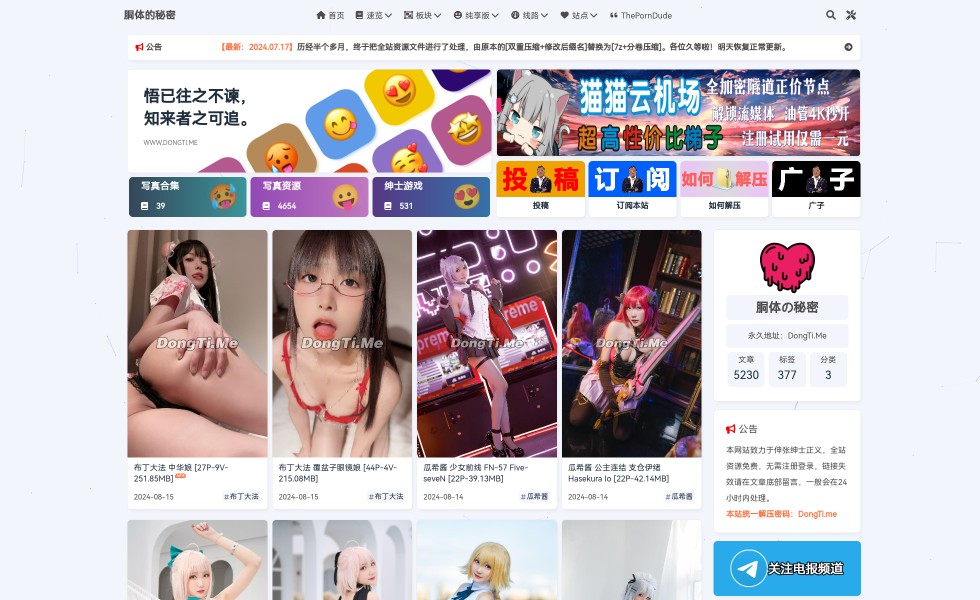 胴体的秘密
首页 速览 板块 纯享版 线路 站点 ThePornDude
公告
【最新：2024.07.17】历经半个多月，终于把全站资源文件进行了处理，由原本的[双重压缩+修改后缀名]替换为[7z+分卷压缩]。各位久等啦！明天恢复正常更新。
悟已往之不谏，
知来者之可追。
WWW.DONGTI.ME
猫猫云机场
超高性价比梯子
全加密隧道正价节点
解锁流媒体 油管4K秒开
注册试用仅需一元
写真合集
39
写真资源
4654
绅士游戏
531
投稿
订阅
如何解压
广子
投稿
订阅本站
如何解压
广子
DongTi.Me
DongTi.Me
DongTi.Me
DongTi.Me
布丁大法 中华娘 [27P-9V-
251.85MB]
2024-08-15
#布丁大法
布丁大法 覆盆子眼镜娘 [44P-4V-
215.08MB]
2024-08-15
#布丁大法
瓜希酱 少女前线 FN-57 Five-
seveN [22P-39.13MB]
2024-08-14
#瓜希酱
瓜希酱 公主连结 支仓伊绪
Hasekura Io [22P-42.14MB]
2024-08-14
#瓜希酱
胴体の秘密
永久地址：DongTi.Me
文章
5230
标签
377
分类
3
公告
本网站致力于伸张绅士正义，全站
资源免费，无需注册登录，链接失
效请在文章底部留言，一般会在24
小时内处理。
本站统一解压密码：DongTi.me
关注电报频道